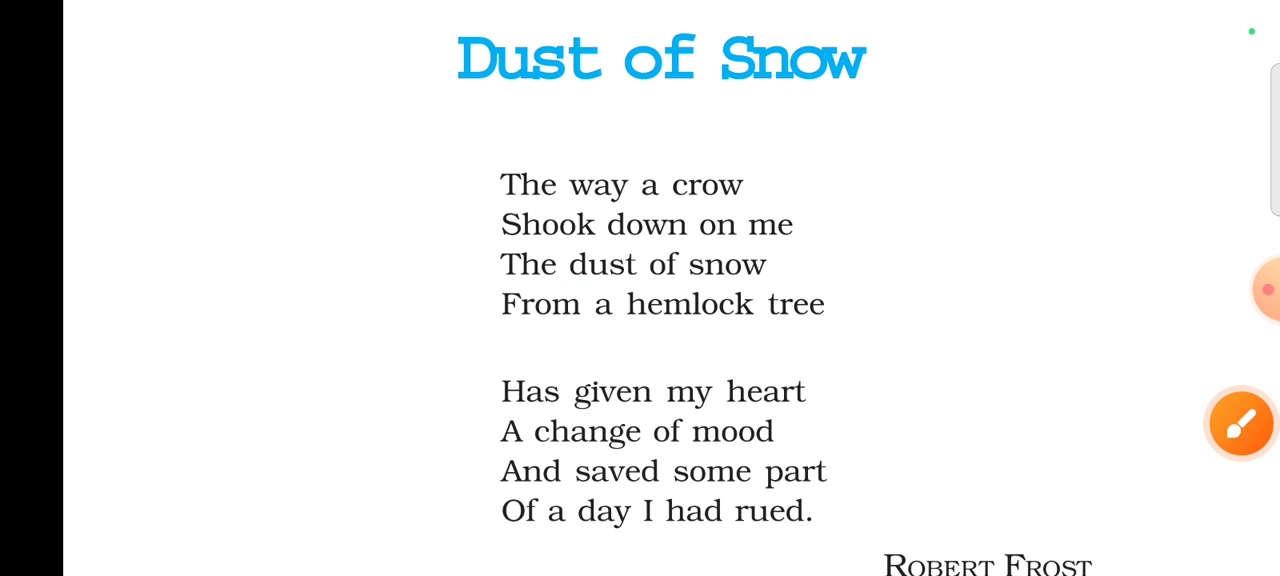 Dust of Snow
The way a crow
Shook down on me
The dust of snow
From a hemlock tree
Has given my heart
A change of mood
And saved some part
Of a day I had rued.
ROBERT FROST